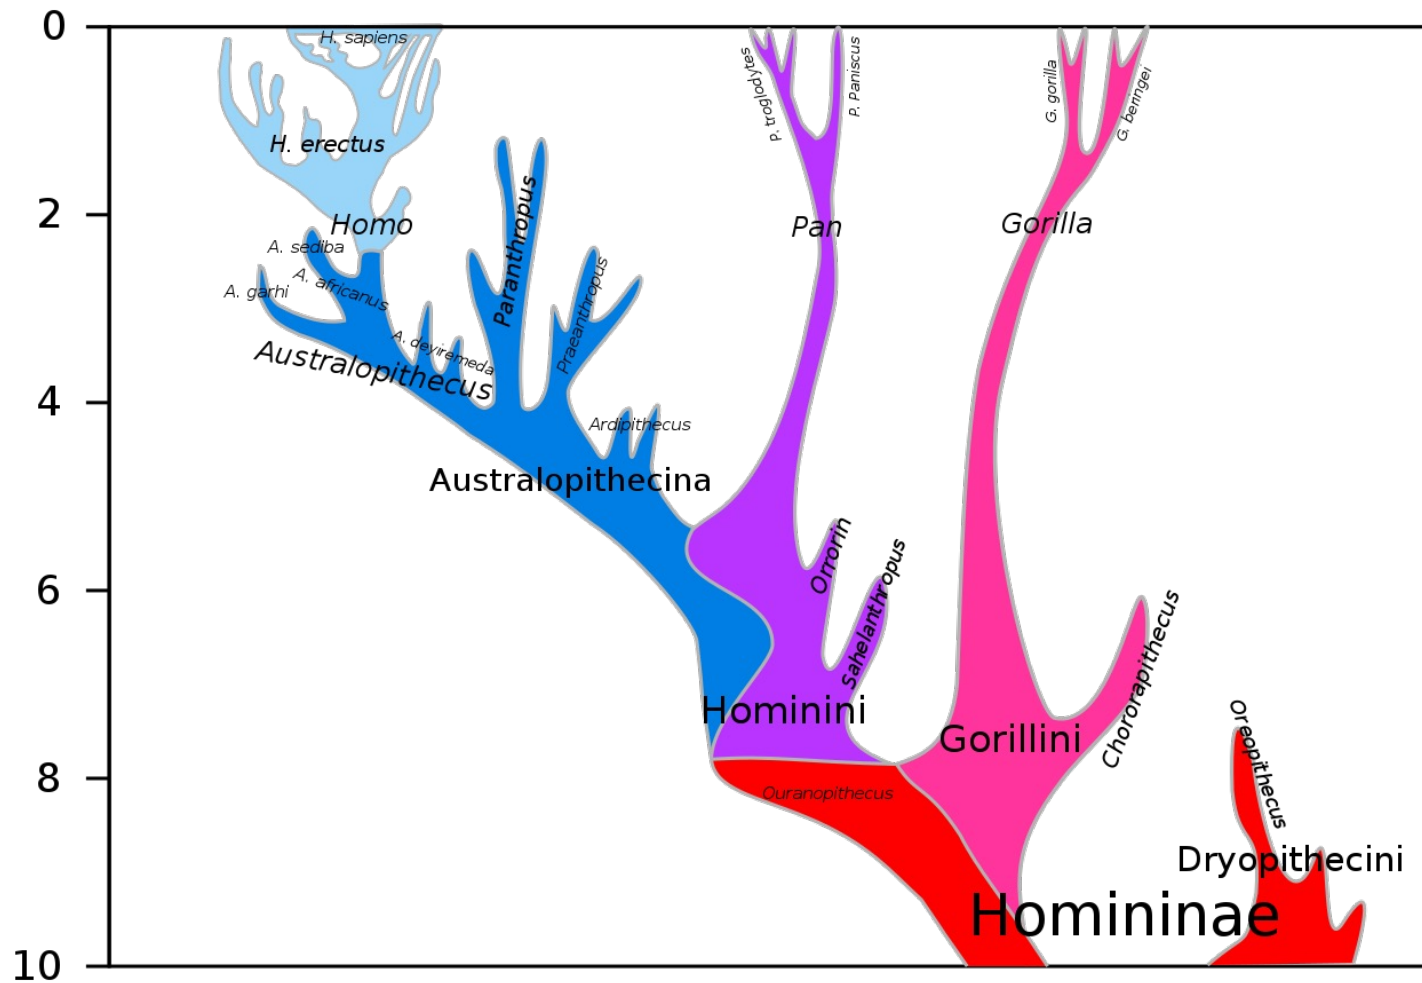 0
H. sapiens
P. troglodytes
P. Paniscus
G. gorilla
G. beringei
H. erectus
2
Homo
Pan
Gorilla
A. sediba
A. garhi
A. africanus
Paranthropus
Praeanthropus
A. deyiremeda
Australopithecus
4
Ardipithecus
Australopithecina
Orrorin
Sahelanthropus
6
Chororapithecus
Hominini
Gorillini
Oreopithecus
8
Ouranopithecus
Dryopithecini
Homininae
10